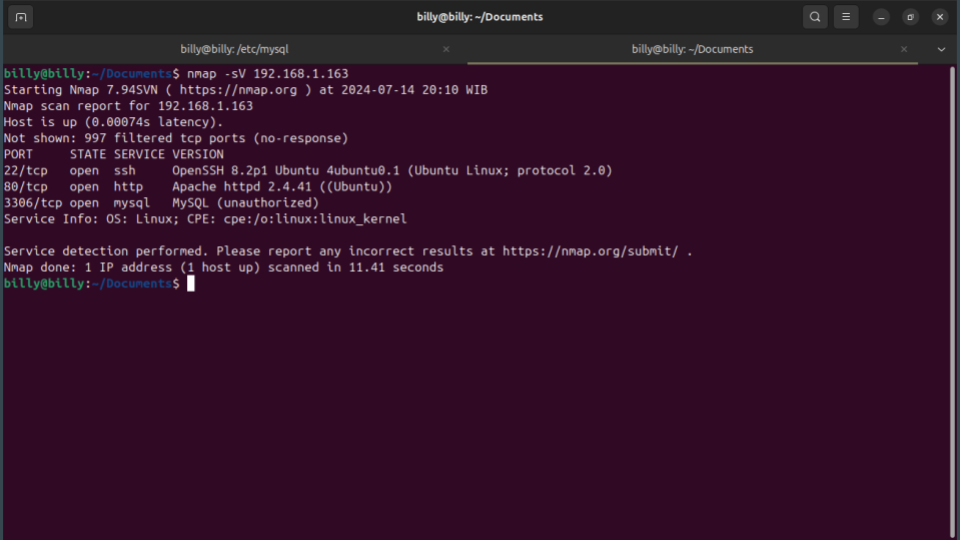 billy@billy: ~/Documents
billy@billy: /etc/mysql
billy@billy: ~/Documents
billy@billy:~/Documents$ nmap -sV 192.168.1.163
Starting Nmap 7.94SVN ( https://nmap.org ) at 2024-07-14 20:10 WIB
Nmap scan report for 192.168.1.163
Host is up (0.00074s latency).
Not shown: 997 filtered tcp ports (no-response)
PORT     STATE SERVICE VERSION
22/tcp   open  ssh     OpenSSH 8.2p1 Ubuntu 4ubuntu0.1 (Ubuntu Linux; protocol 2.0)
80/tcp   open  http    Apache httpd 2.4.41 ((Ubuntu))
3306/tcp open  mysql   MySQL (unauthorized)
Service Info: OS: Linux; CPE: cpe:/o:linux:linux_kernel
Service detection performed. Please report any incorrect results at https://nmap.org/submit/ .
Nmap done: 1 IP address (1 host up) scanned in 11.41 seconds
billy@billy:~/Documents$